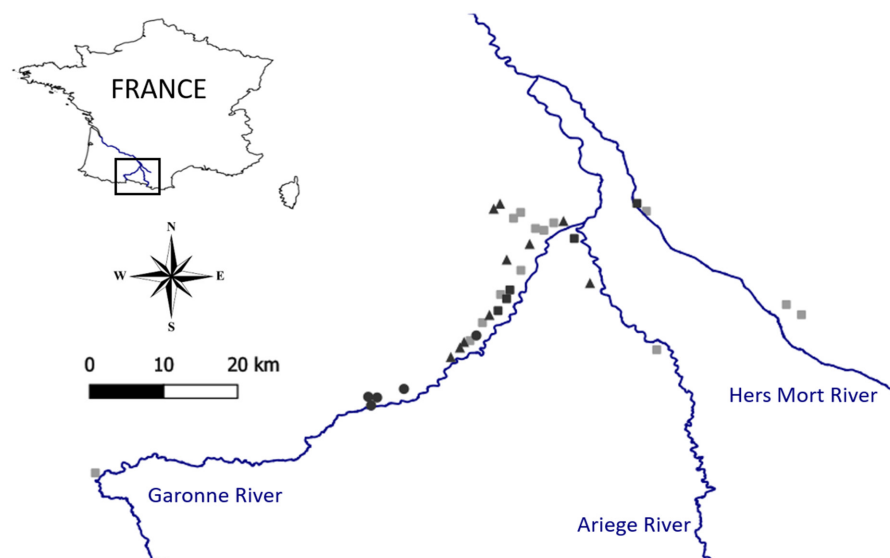 FRANCE
N
W E
S
0 10 20 km
Hers Mort River
Garonne River
Ariege River